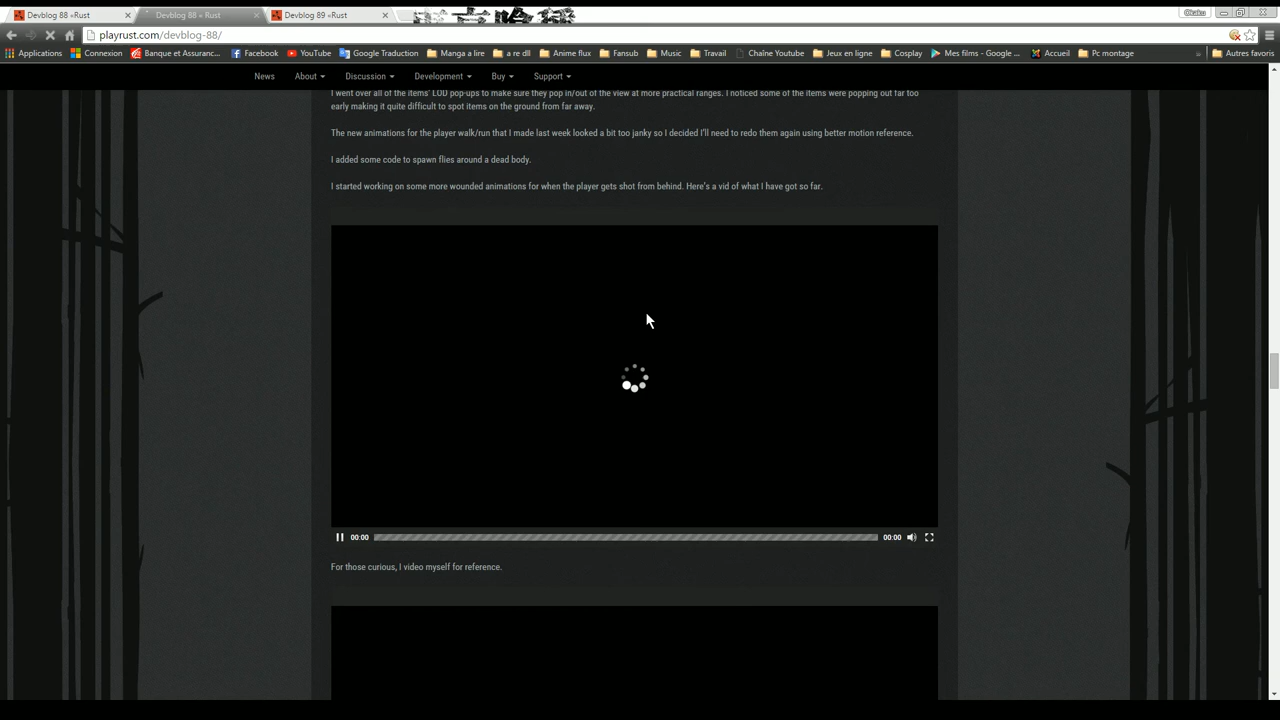 Devblog 88 «Rust
Devblog 88 « Rust
Devblog 89 «Rust
Okaku
playrust.com/devblog-88/
Applications Connexion Banque et Assuranc... Facebook YouTube Google Traduction Manga a lire a re dll Anime flux Fansub Music Travail Chaîne Youtube Jeux en ligne Cosplay Mes films - Google ... Accueil Pc montage » Autres favoris
News About Discussion Development Buy Support
I went over all of the items' LOD pop-ups to make sure they pop in/out of the view at more practical ranges. I noticed some of the items were popping out far too
early making it quite difficult to spot items on the ground from far away.
The new animations for the player walk/run that I made last week looked a bit too janky so I decided I'll need to redo them again using better motion reference.
I added some code to spawn flies around a dead body.
I started working on some more wounded animations for when the player gets shot from behind. Here's a vid of what I have got so far.
00:00 00:00
For those curious, I video myself for reference.